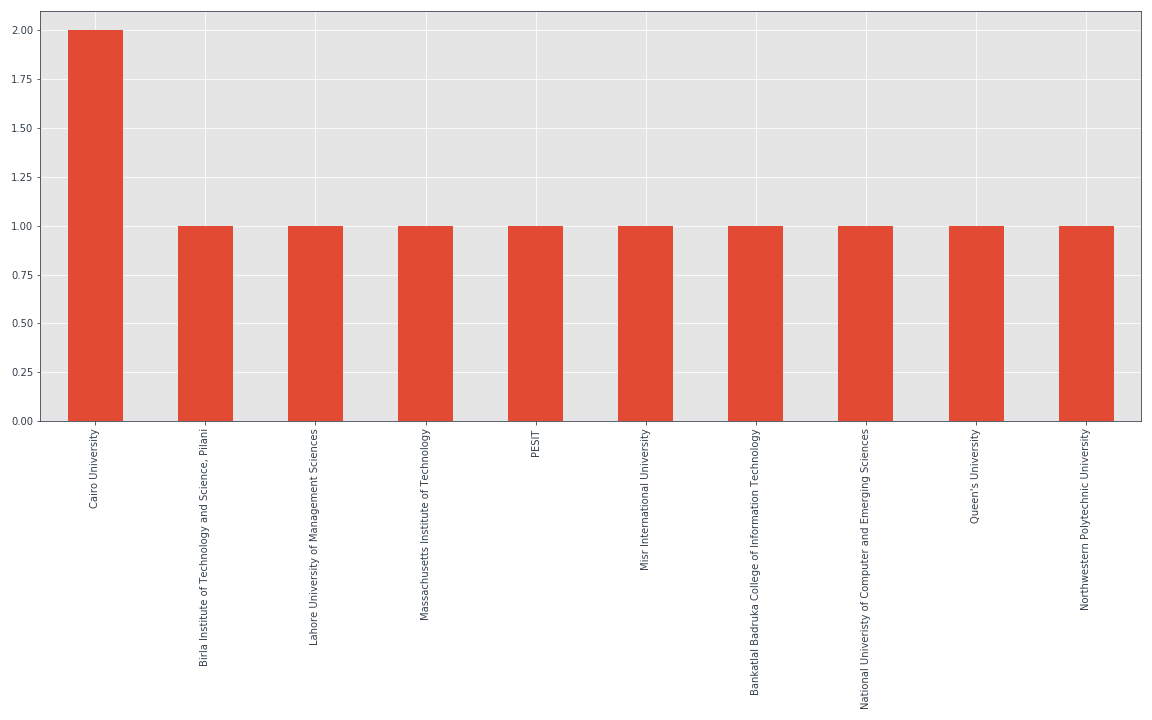 2.00
1.75
1.50
1.25
1.00
0.75
0.50
0.25
0.00
Cairo University
Birla Institute of Technology and Science, Pilani
Lahore University of Management Sciences
Massachusetts Institute of Technology
PESIT
Misr International University
Bankatlal Badruka College of Information Technology
National Univeristy of Computer and Emerging Sciences
Queen's University
Northwestern Polytechnic University